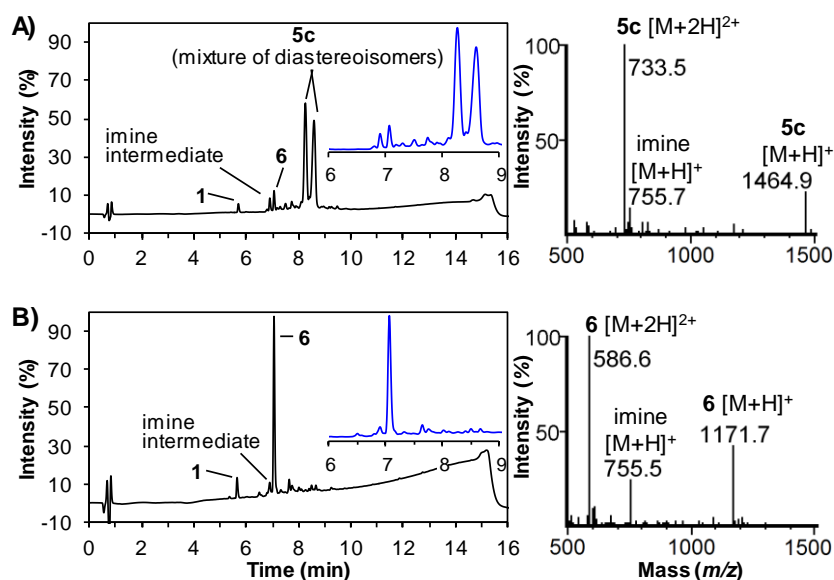 A)
5c
(mixture of diastereoisomers)
imine
intermediate
6
1
Intensity (%)
90
70
50
30
10
-10
0 2 4 6 8 10 12 14 16
6 7 8 9
5c [M+2H]2+
100
733.5
5c
imine
[M+H]+
[M+H]+
755.7
1464.9
50
Intensity (%)
500 1000 1500
B)
6
imine
intermediate
1
Intensity (%)
90
70
50
30
10
-10
0 2 4 6 8 10 12 14 16
Time (min)
6 7 8 9
6 [M+2H]2+
100
586.6
imine
6 [M+H]+
[M+H]+
1171.7
755.5
50
Intensity (%)
500 1000 1500
Mass (m/z)